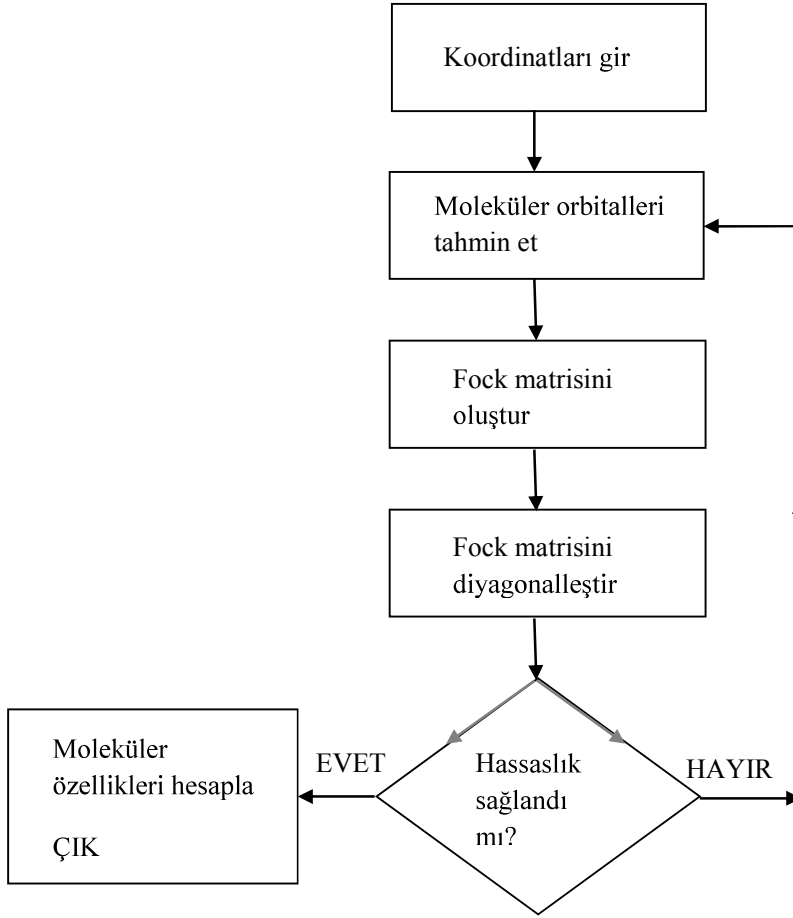 Koordinatları gir
Moleküler orbitalleri
tahmin et
Fock matrisini
oluştur
Fock matrisini
diyagonalleştir
Hassaslık
sağlandı
mı?
EVET
HAYIR
Moleküler
özellikleri hesapla
ÇIK